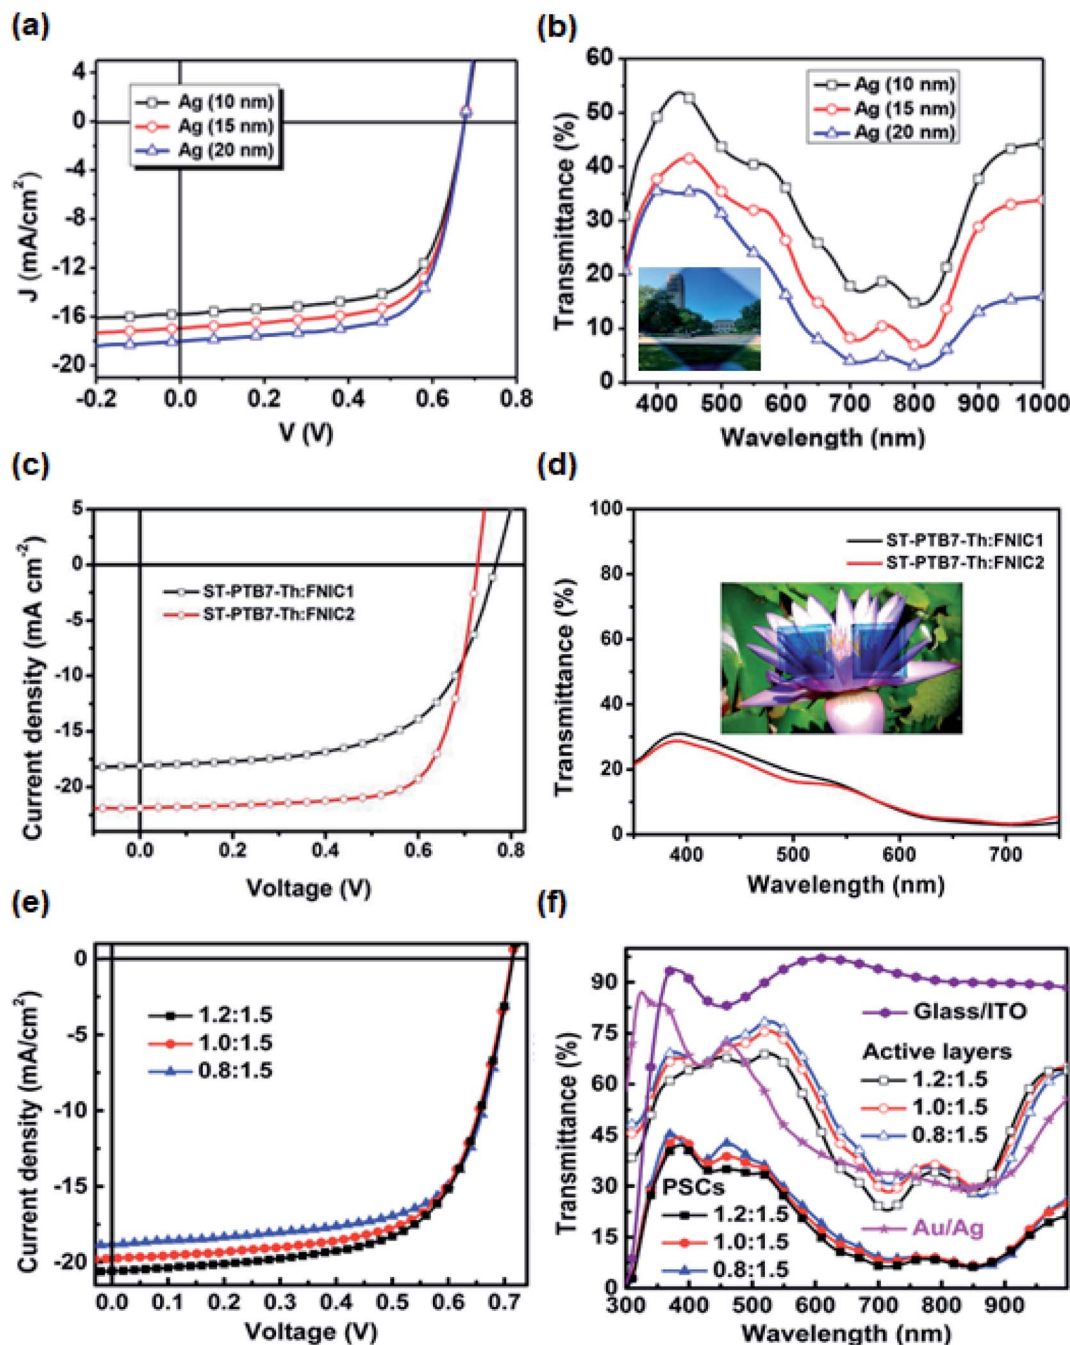 (a)
4
0
-4
-8
-12
-16
-20
J (mA/cm²)
Ag (10 nm)
Ag (15 nm)
Ag (20 nm)
-0.2 0.0 0.2 0.4 0.6 0.8
V (V)
(b)
60
50
40
30
20
10
0
Transmittance (%)
Ag (10 nm)
Ag (15 nm)
Ag (20 nm)
400 500 600 700 800 900 1000
Wavelength (nm)
(c)
5
0
-5
-10
-15
-20
Current density (mA cm⁻²)
ST-PTB7-Th:FNIC1
ST-PTB7-Th:FNIC2
0.0 0.2 0.4 0.6 0.8
Voltage (V)
(d)
100
80
60
40
20
0
Transmittance (%)
ST-PTB7-Th:FNIC1
ST-PTB7-Th:FNIC2
400 500 600 700
Wavelength (nm)
(e)
0
-5
-10
-15
-20
Current density (mA/cm²)
1.2:1.5
1.0:1.5
0.8:1.5
0.0 0.1 0.2 0.3 0.4 0.5 0.6 0.7
Voltage (V)
(f)
90
75
60
45
30
15
0
Transmittance (%)
Glass/ITO
Active layers
1.2:1.5
1.0:1.5
0.8:1.5
PSCs
1.2:1.5
1.0:1.5
0.8:1.5
Au/Ag
300 400 500 600 700 800 900
Wavelength (nm)